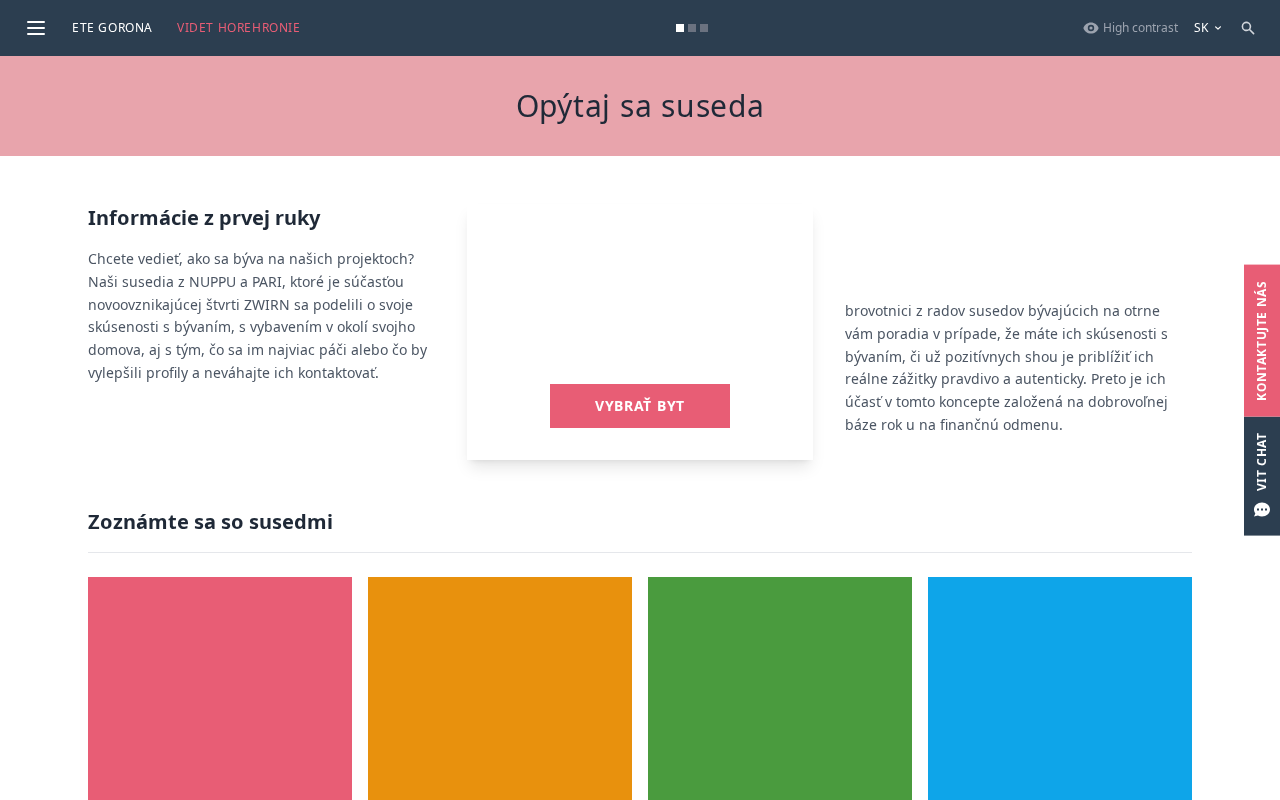 ETE GORONA
VIDET HOREHRONIE
High contrast
SK
Opýtaj sa suseda
Informácie z prvej ruky
Chcete vedieť, ako sa býva na našich projektoch?
Naši susedia z NUPPU a PARI, ktoré je súčasťou
novoovznikajúcej štvrti ZWIRN sa podelili o svoje
skúsenosti s bývaním, s vybavením v okolí svojho
domova, aj s tým, čo sa im najviac páči alebo čo by
vylepšili profily a neváhajte ich kontaktovať.
VYBRAŤ BYT
brovotnici z radov susedov bývajúcich na otrne
vám poradia v prípade, že máte ich skúsenosti s
bývaním, či už pozitívnych shou je priblížiť ich
reálne zážitky pravdivo a autenticky. Preto je ich
účasť v tomto koncepte založená na dobrovoľnej
báze rok u na finančnú odmenu.
KONTAKTUJTE NÁS
VIT CHAT
Zoznámte sa so susedmi